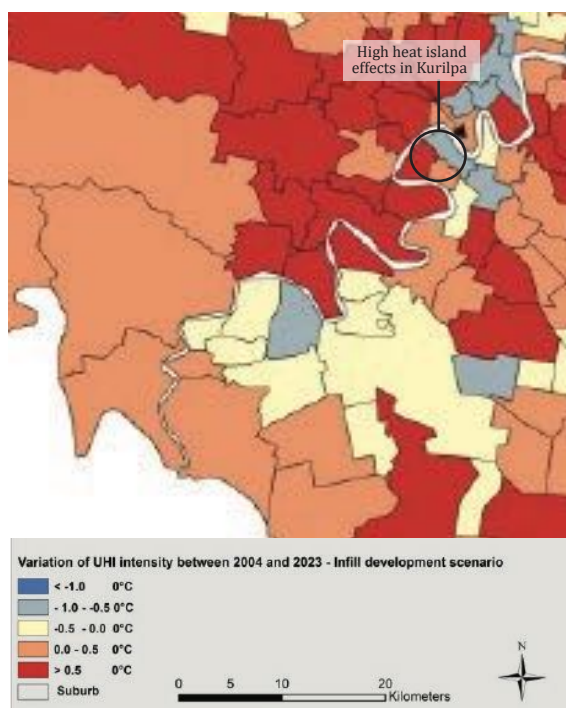 High heat island
effects in Kurilpa
Variation of UHI intensity between 2004 and 2023 - Infill development scenario
< -1.0 0°C
- 1.0 - -0.5 0°C
-0.5 - 0.0 0°C
0.0 - 0.5 0°C
> 0.5 0°C
Suburb
0 5 10 20
Kilometers
N